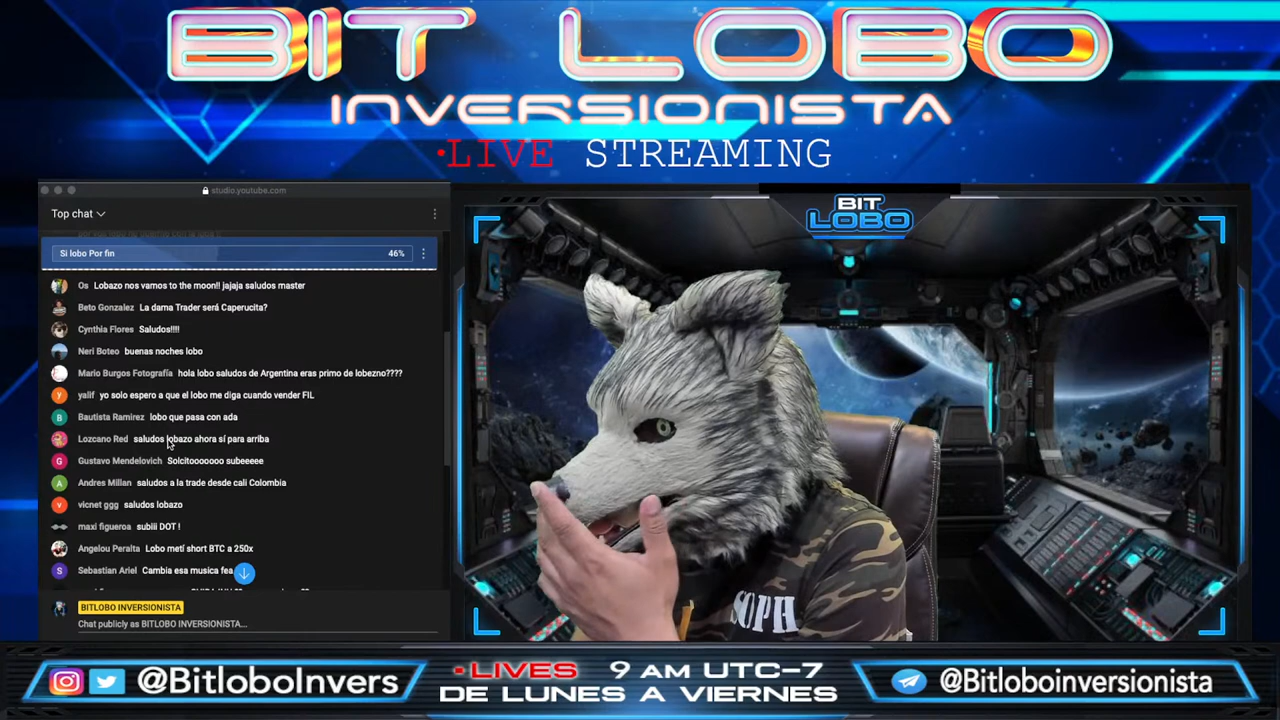 BIT LOBO
INVERSIONISTA
•LIVE STREAMING
studio.youtube.com
Top chat
Si lobo Por fin 46%
Os Lobazo nos vamos to the moon!! jajaja saludos master
Beto Gonzalez La dama Trader será Caperucita?
Cynthia Flores Saludos!!!!
Neri Boteo buenas noches lobo
Mario Burgos Fotografía hola lobo saludos de Argentina eras primo de lobezno????
yalif yo solo espero a que el lobo me diga cuando vender FIL
Bautista Ramirez lobo que pasa con ada
Lozcano Red saludos lobazo ahora sí para arriba
Gustavo Mendelovich Solcitooooooo subeeeee
Andres Millan saludos a la trade desde cali Colombia
vicnet ggg saludos lobazo
maxi figueroa subiii DOT !
Angelou Peralta Lobo metí short BTC a 250x
Sebastian Ariel Cambia esa musica fea
BITLOBO INVERSIONISTA
Chat publicly as BITLOBO INVERSIONISTA...
BIT
LOBO
SOPH
@BitloboInvers
•LIVES 9 AM UTC-7
DE LUNES A VIERNES
@Bitloboinversionista